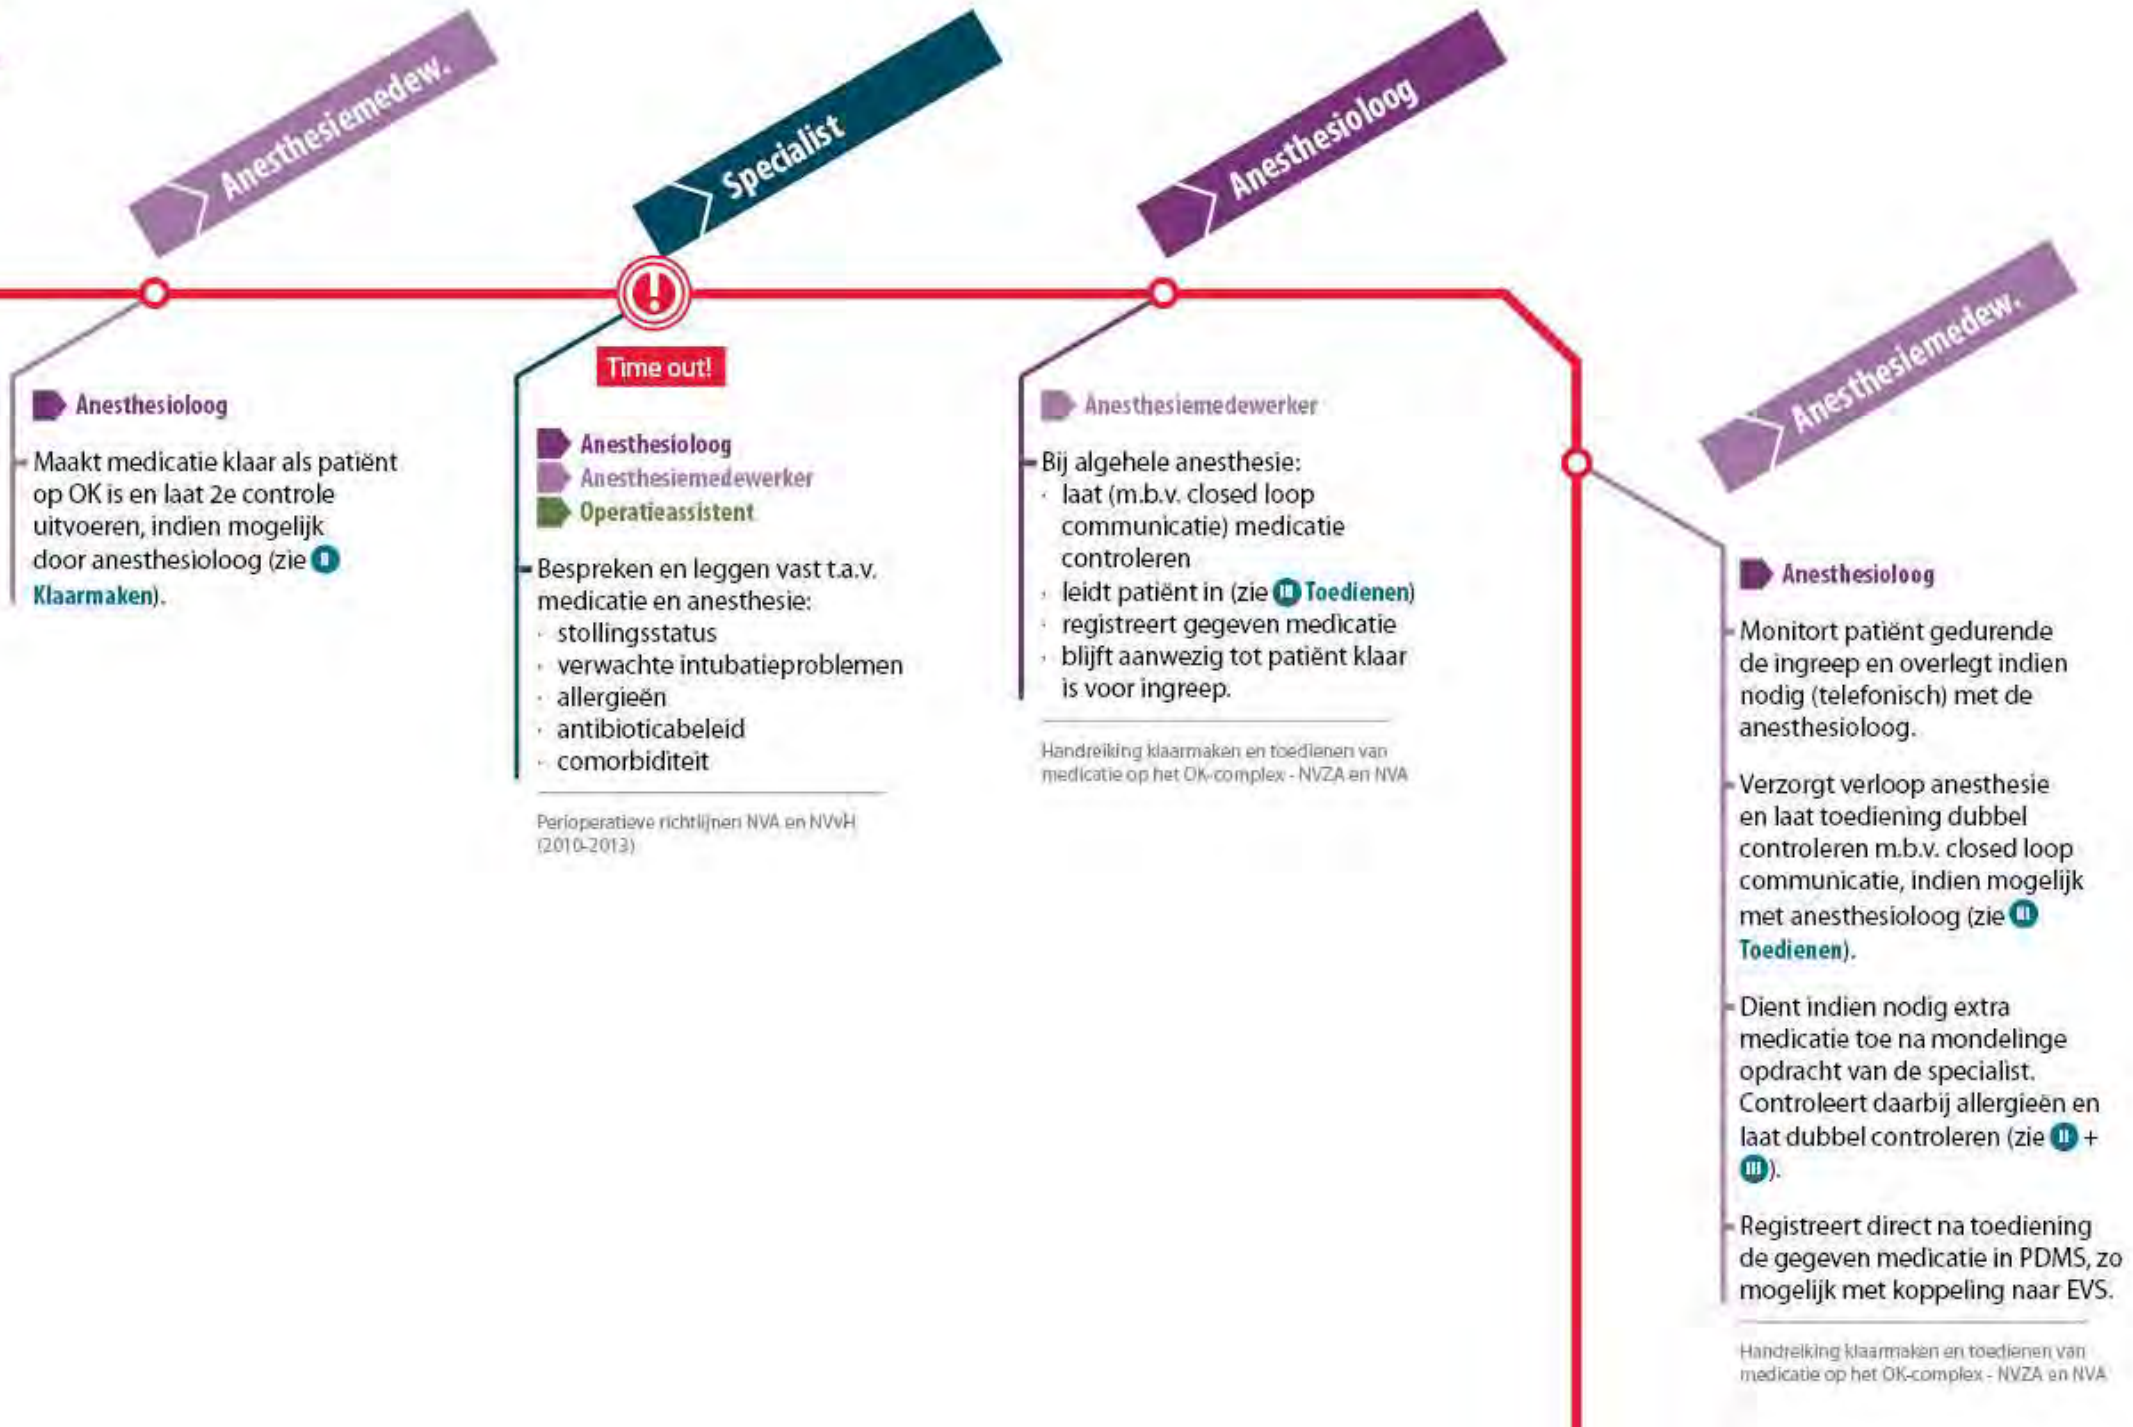 Anesthesiemedew.
Anesthesioloog
Maakt medicatie klaar als patiënt
op OK is en laat 2e controle
uitvoeren, indien mogelijk
door anesthesioloog (zie II
Klaarmaken).
Specialist
Time out!
Anesthesioloog
Anesthesiemedewerker
Operatieassistent
Bespreken en leggen vast t.a.v.
medicatie en anesthesie:
· stollingsstatus
· verwachte intubatieproblemen
· allergieën
· antibioticabeleid
· comorbiditeit
Perioperatieve richtlijnen NVA en NVvH
(2010-2013)
Anesthesioloog
Anesthesiemedewerker
Bij algehele anesthesie:
· laat (m.b.v. closed loop
communicatie) medicatie
controleren
· leidt patiënt in (zie III Toedienen)
· registreert gegeven medicatie
· blijft aanwezig tot patiënt klaar
is voor ingreep.
Handreiking klaarmaken en toedienen van
medicatie op het OK-complex - NVZA en NVA
Anesthesiemedew.
Anesthesioloog
Monitort patiënt gedurende
de ingreep en overlegt indien
nodig (telefonisch) met de
anesthesioloog.
Verzorgt verloop anesthesie
en laat toediening dubbel
controleren m.b.v. closed loop
communicatie, indien mogelijk
met anesthesioloog (zie III
Toedienen).
Dient indien nodig extra
medicatie toe na mondelinge
opdracht van de specialist.
Controleert daarbij allergieën en
laat dubbel controleren (zie II +
III).
Registreert direct na toediening
de gegeven medicatie in PDMS, zo
mogelijk met koppeling naar EVS.
Handreiking klaarmaken en toedienen van
medicatie op het OK-complex - NVZA en NVA